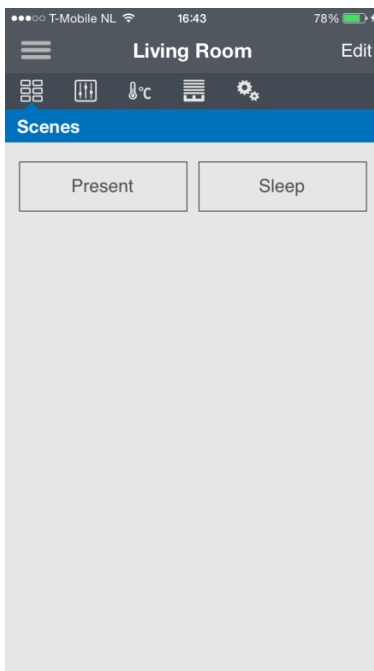 T-Mobile NL 16:43 78%
Living Room Edit
°C
Scenes
Present Sleep